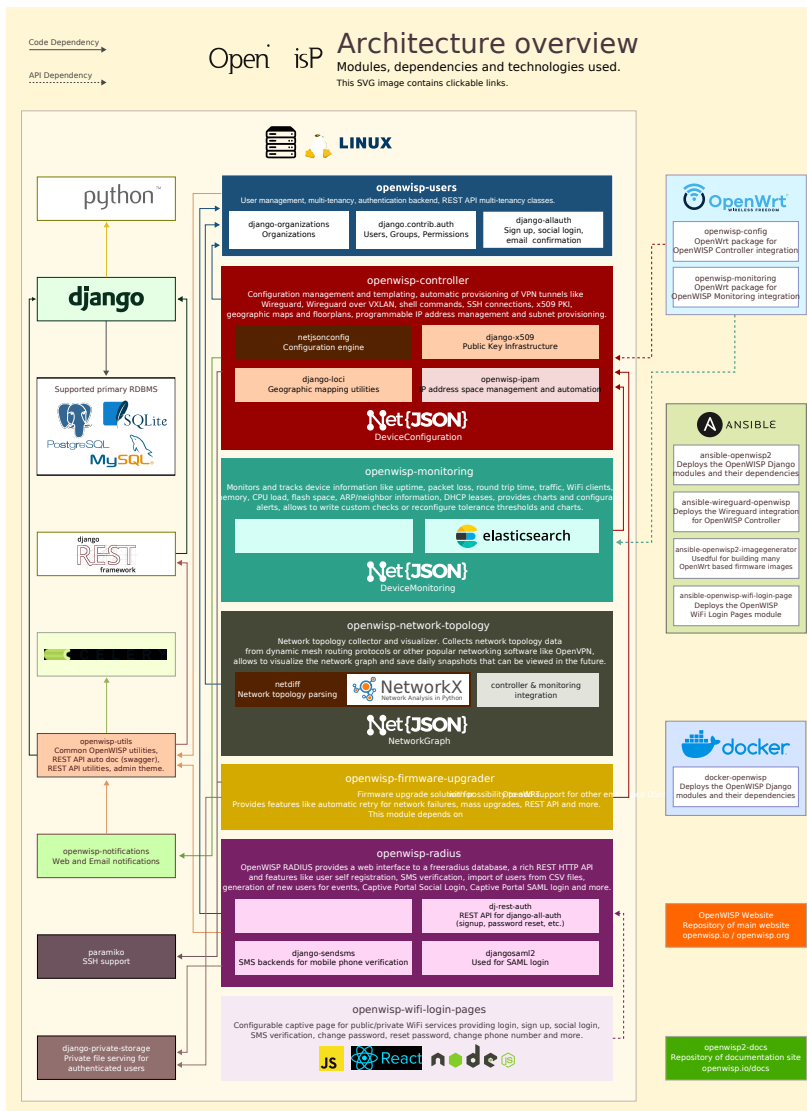 Code Dependency
API Dependency
Open isP
Architecture overview
Modules, dependencies and technologies used.
This SVG image contains clickable links.
LINUX
python™
django
Supported primary RDBMS
PostgreSQL
SQLite
MySQL®
django
REST
framework
openwisp-utils
Common OpenWISP utilities,
REST API auto doc (swagger),
REST API utilities, admin theme.
openwisp-notifications
Web and Email notifications
paramiko
SSH support
django-private-storage
Private file serving for
authenticated users
openwisp-users
User management, multi-tenancy, authentication backend, REST API multi-tenancy classes.
django-organizations
Organizations
django.contrib.auth
Users, Groups, Permissions
django-allauth
Sign up, social login,
email confirmation
openwisp-controller
Configuration management and templating, automatic provisioning of VPN tunnels like
Wireguard, Wireguard over VXLAN, shell commands, SSH connections, x509 PKI,
geographic maps and floorplans, programmable IP address management and subnet provisioning.
netjsonconfig
Configuration engine
django-x509
Public Key Infrastructure
django-loci
Geographic mapping utilities
openwisp-ipam
P address space management and automation
Net{JSON}
DeviceConfiguration
openwisp-monitoring
Monitors and tracks device information like uptime, packet loss, round trip time, traffic, WiFi clients,
emory, CPU load, flash space, ARP/neighbor information, DHCP leases, provides charts and configura
alerts, allows to write custom checks or reconfigure tolerance thresholds and charts.
elasticsearch
Net{JSON}
DeviceMonitoring
openwisp-network-topology
Network topology collector and visualizer. Collects network topology data
from dynamic mesh routing protocols or other popular networking software like OpenVPN,
allows to visualize the network graph and save daily snapshots that can be viewed in the future.
netdiff
Network topology parsing
NetworkX
Network Analysis in Python
controller & monitoring
integration
Net{JSON}
NetworkGraph
openwisp-firmware-upgrader
Firmware upgrade solution for support for other
Provides features like automatic retry for network failures, mass upgrades, REST API and more.
This module depends on
openwisp-radius
OpenWISP RADIUS provides a web interface to a freeradius database, a rich REST HTTP API
and features like user self registration, SMS verification, import of users from CSV files,
generation of new users for events, Captive Portal Social Login, Captive Portal SAML login and more.
dj-rest-auth
REST API for django-all-auth
(signup, password reset, etc.)
django-sendsms
SMS backends for mobile phone verification
djangosaml2
Used for SAML login
openwisp-wifi-login-pages
Configurable captive page for public/private WiFi services providing login, sign up, social login,
SMS verification, change password, reset password, change phone number and more.
JS
React
node
JS
OpenWrt
WIRELESS FREEDOM
openwisp-config
OpenWrt package for
OpenWISP Controller integration
openwisp-monitoring
OpenWrt package for
OpenWISP Monitoring integration
ANSIBLE
ansible-openwisp2
Deploys the OpenWISP Django
modules and their dependencies
ansible-wireguard-openwisp
Deploys the Wireguard integration
for OpenWISP Controller
ansible-openwisp2-imagegenerator
Usedful for building many
OpenWrt based firmware images
ansible-openwisp-wifi-login-page
Deploys the OpenWISP
WiFi Login Pages module
docker
docker-openwisp
Deploys the OpenWISP Django
modules and their dependencies
OpenWISP Website
Repository of main website
openwisp.io / openwisp.org
openwisp2-docs
Repository of documentation site
openwisp.io/docs